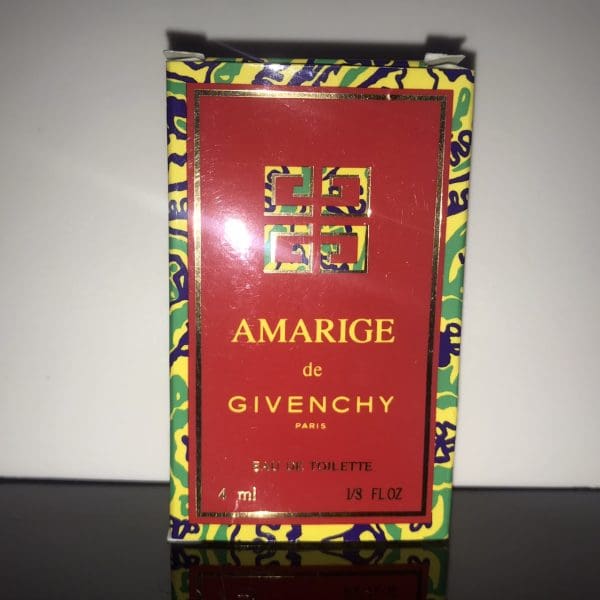 AMARIGE
de
GIVENCHY
PARIS
EAU DE TOILETTE
4 ml 1/8 FL OZ